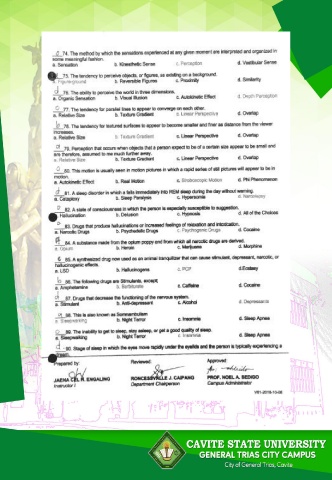 c 74. The method by which the sensations experienced at any given moment are interpreted and organized in
some meaningful fashion.
a. Sensation b. Kinesthetic Sense c. Perception d. Vestibular Sense
75. The tendency to perceive objects, or figures, as existing on a background.
a. Figure-ground b. Reversible Figures c. Proximity d. Similarity
d 76. The ability to perceive the world in three dimensions.
a. Organic Sensation b. Visual Illusion c. Autokinetic Effect d. Depth Perception
77. The tendency for parallel lines to appear to converge on each other.
a. Relative Size b. Texture Gradient c. Linear Perspective d. Overlap
b 78. The tendency for textured surfaces to appear to become smaller and finer as distance from the viewer
increases.
a. Relative Size b. Texture Gradient c. Linear Perspective d. Overlap
79. Perception that occurs when objects that a person expect to be of a certain size appear to be small and
are therefore, assumed to me much further away.
a. Relative Size b. Texture Gradient c. Linear Perspective d. Overlap
80. This motion is usually seen in motion pictures in which a rapid series of still pictures will appear to be in
motion.
a. Autokinetic Effect b. Real Motion c. Stroboscopic Motion d. Phi Phenomenon
d 81. A sleep disorder in which a falls immediately into REM sleep during the day without warning.
a. Cataplexy b. Sleep Paralysis c. Hypersomia d. Narcolepsy
82. A state of consciousness in which the person is especially susceptible to suggestion.
Hallucination b. Delusion c. Hypnosis d. All of the Choices
83. Drugs that produce hallucinations or increased feelings of relaxation and intoxication.
a. Narcotic Drugs b. Psychedelic Drugs c. Psychogenic Drugs d. Cocaine
84. A substance made from the opium poppy and from which all narcotic drugs are derived.
a. Opium b. Heroin c. Marijuana d. Morphine
85. A synthesized drug now used as an animal tranquilizer that can cause stimulant, depressant, narcotic, or
hallucinogenic effects.
a. LSD b. Hallucinogens c. PCP d.Ecstasy
86. The following drugs are Stimulants, except;
a. Amphetamine b. Barbiturate c. Caffeine d. Cocaine
87. Drugs that decrease the functioning of the nervous system.
a. Stimulant b. Anti-depressant c. Alcohol d. Depressants
88. This is also known as Somnambulism
a. Sleepwalking b. Night Terror c. Insomnia d. Sleep Apnea
89. The inability to get to sleep, stay asleep, or get a good quality of sleep.
a. Sleepwalking b. Night Terror c. Insomnia d. Sleep Apnea
d 90. Stage of sleep in which the eyes move rapidly under the eyelids and the person is typically experiencing a
dream.
Prepared by: Reviewed: Approved:
JAENA CEL R. ENGALING RONCESSVALLE J. CAIPANG PROF. NOEL A. SEDIGO
Instructor I Department Chairperson Campus Administrator
V01-2018-10-08
CAVITE STATE UNIVERSITY
GENERAL TRIAS CITY CAMPUS
City of General Trias, Cavite